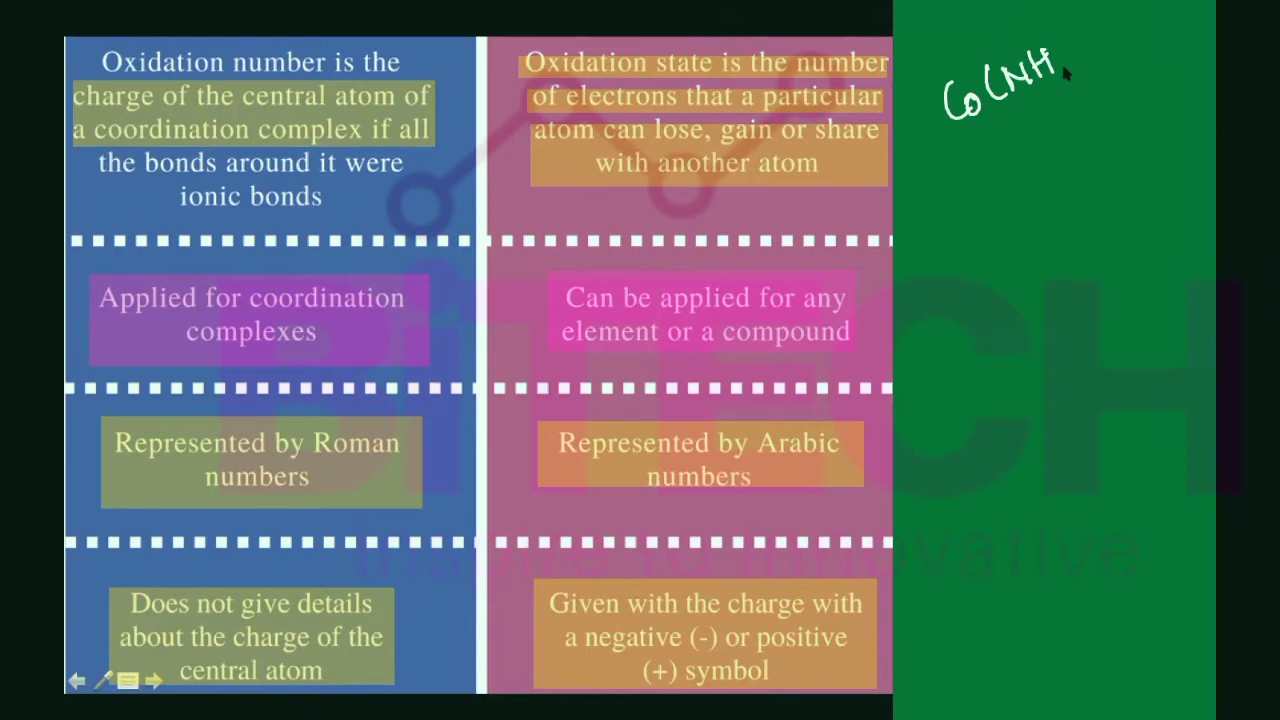 Oxidation number is the
charge of the central atom of
a coordination complex if all
the bonds around it were
ionic bonds
Applied for coordination
complexes
Represented by Roman
numbers
Does not give details
about the charge of the
central atom
Oxidation state is the number
of electrons that a particular
atom can lose, gain or share
with another atom
Can be applied for any
element or a compound
Represented by Arabic
numbers
Given with the charge with
a negative (-) or positive
(+) symbol
Co(NH
BiTECH
Inspire to innovative